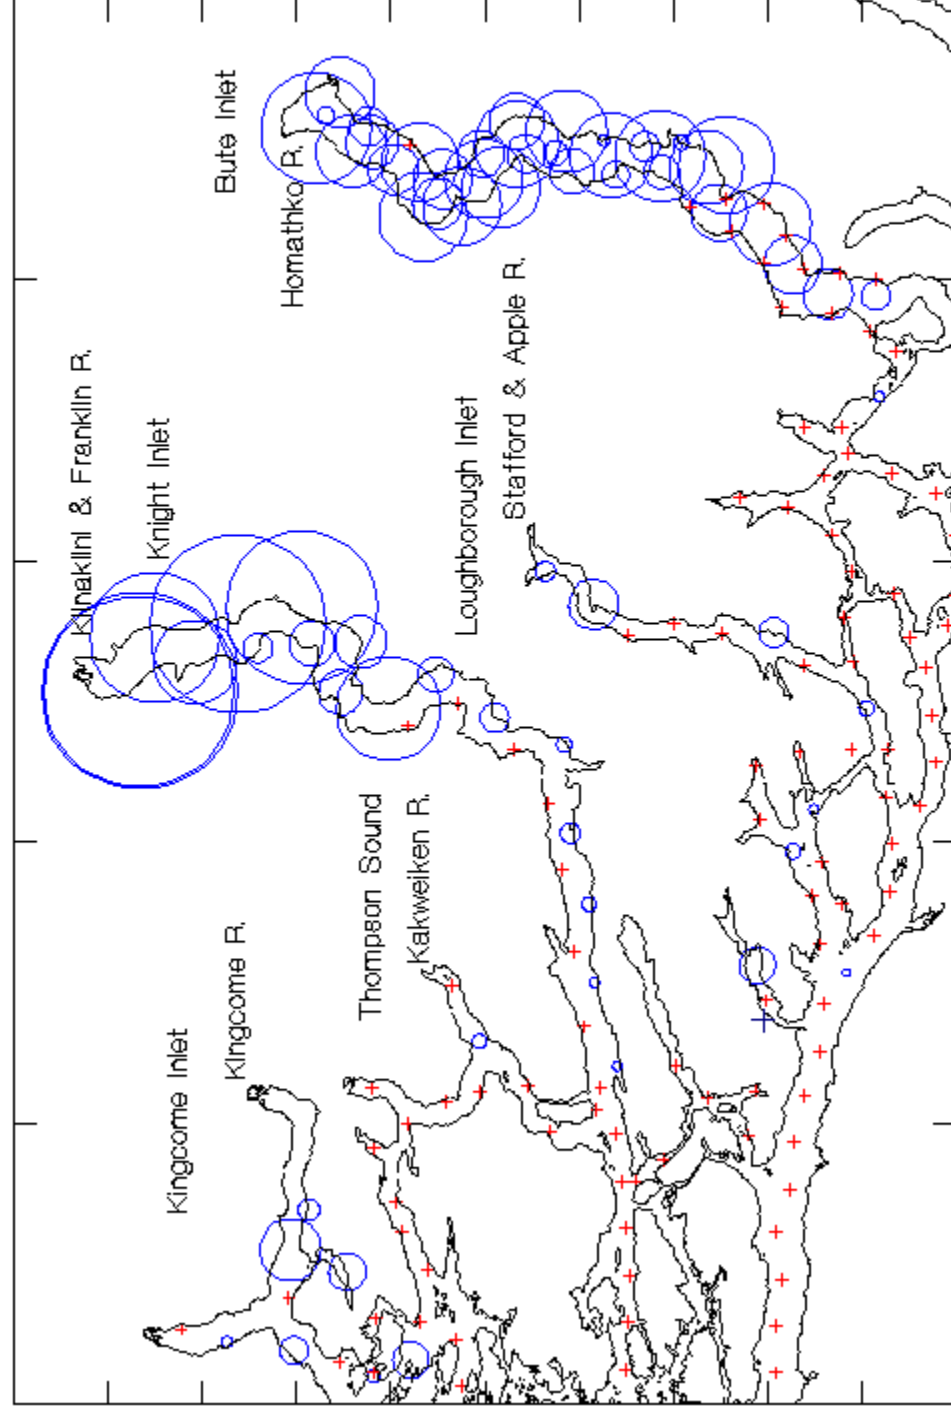 Kingcome Inlet
Kingcome R.
Thompson Sound
Kakweiken R.
Klinaklini & Franklin R.
Knight Inlet
Loughborough Inlet
Stafford & Apple R.
Bute Inlet
Homathko R.